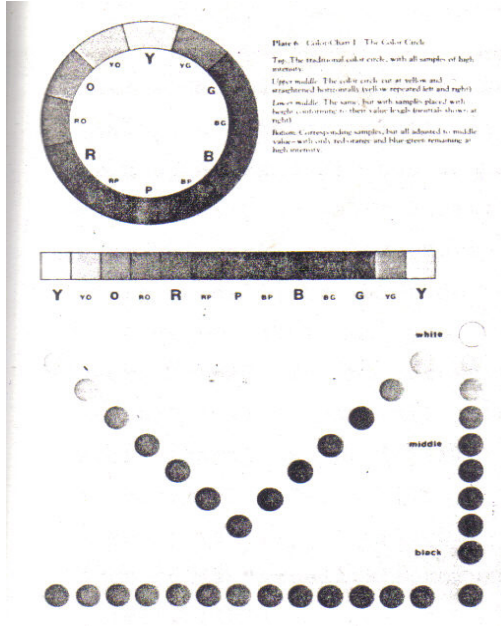 Plate 6 Color Chart I The Color Circle
Top. The traditional color circle, with all samples of high
intensity.
Upper middle. The color circle cut at yellow and
straightened horizontally (yellow repeated left and right).
Lower middle. The same, but with samples placed with
height conforming to their value levels (neutrals shown at
right).
Bottom. Corresponding samples, but all adjusted to middle
value—with only red-orange and blue-green remaining at
high intensity.
YO Y YG
O G
RO BG
R B
RP P BP
Y YO O RO R RP P BP B BG G YG Y
white
middle
black